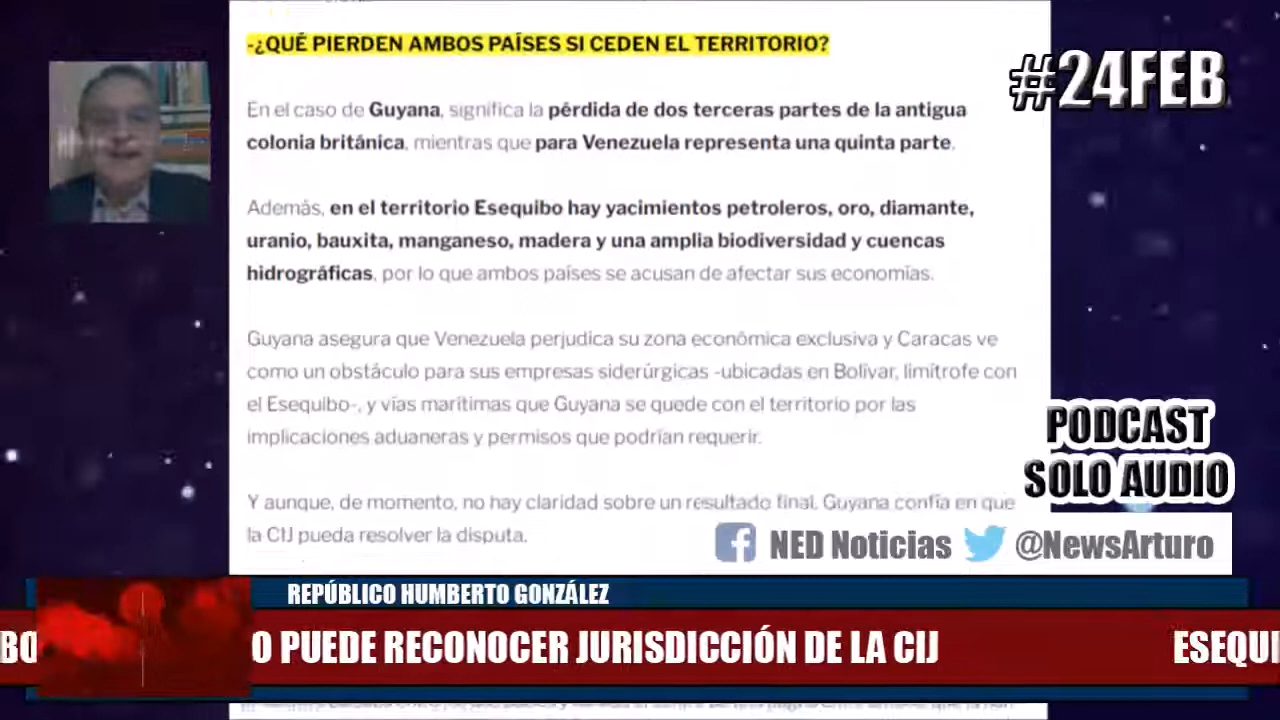 -¿QUÉ PIERDEN AMBOS PAÍSES SI CEDEN EL TERRITORIO?
#24FEB
En el caso de Guyana, significa la pérdida de dos terceras partes de la antigua
colonia británica, mientras que para Venezuela representa una quinta parte.
Además, en el territorio Esequibo hay yacimientos petroleros, oro, diamante,
uranio, bauxita, manganeso, madera y una amplia biodiversidad y cuencas
hidrográficas, por lo que ambos países se acusan de afectar sus economías.
Guyana asegura que Venezuela perjudica su zona económica exclusiva y Caracas ve
como un obstáculo para sus empresas siderúrgicas -ubicadas en Bolívar, limítrofe con
el Esequibo-, y vías marítimas que Guyana se quede con el territorio por las
implicaciones aduaneras y permisos que podrían requerir.
PODCAST
SOLO AUDIO
Y aunque, de momento, no hay claridad sobre un resultado final, Guyana confía en que
la CIJ pueda resolver la disputa.
NED Noticias @NewsArturo
REPÚBLICO HUMBERTO GONZÁLEZ
BO O PUEDE RECONOCER JURISDICCIÓN DE LA CIJ ESEQUI